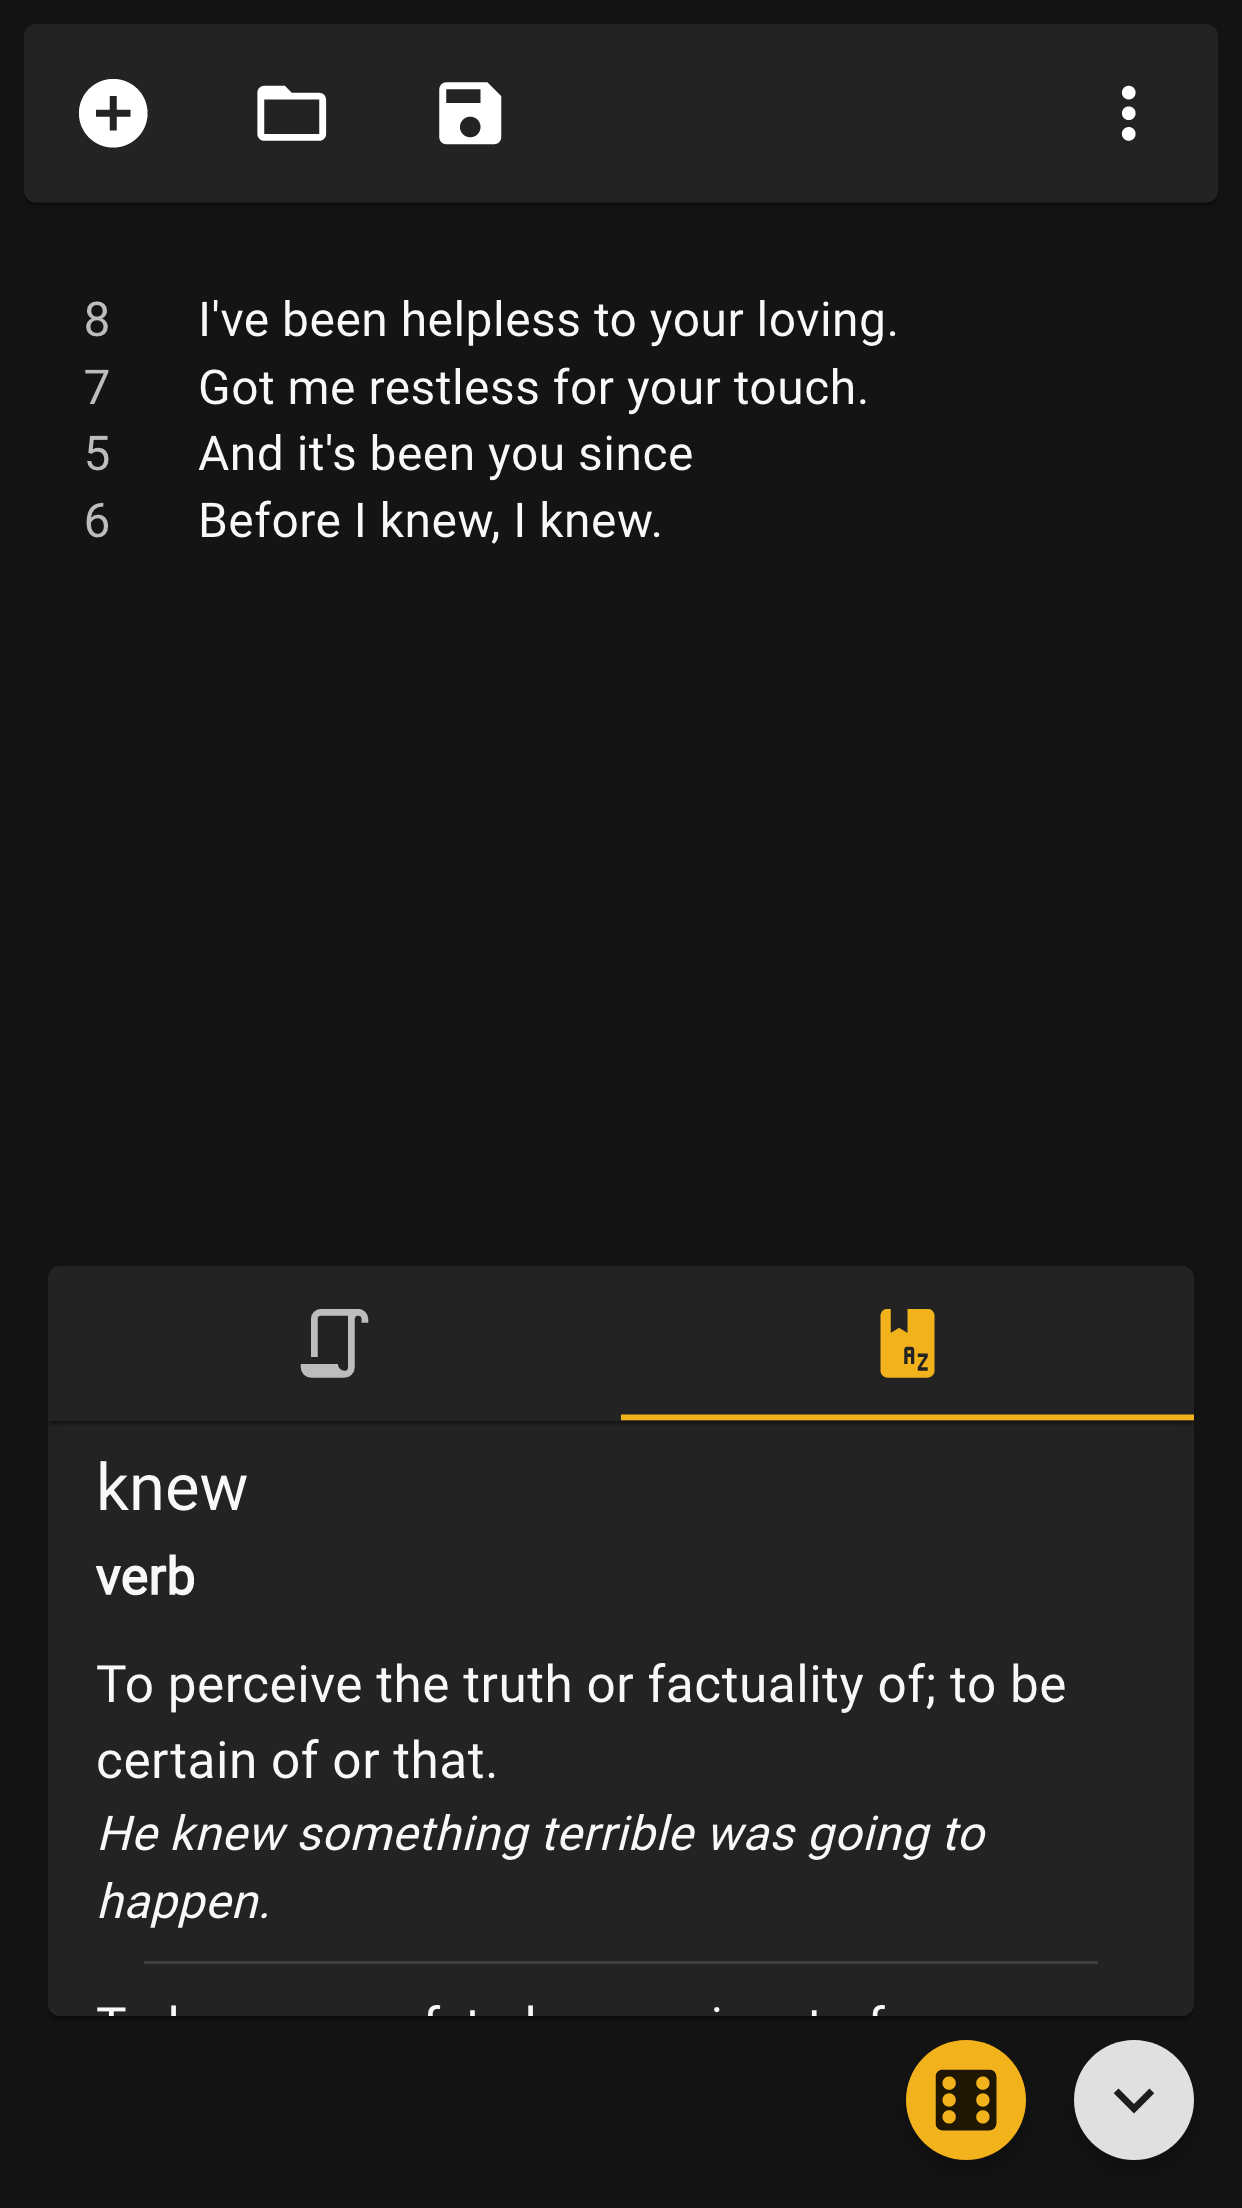 8 I've been helpless to your loving.
7 Got me restless for your touch.
5 And it's been you since
6 Before I knew, I knew.
AZ
knew
verb
To perceive the truth or factuality of; to be
certain of or that.
He knew something terrible was going to
happen.